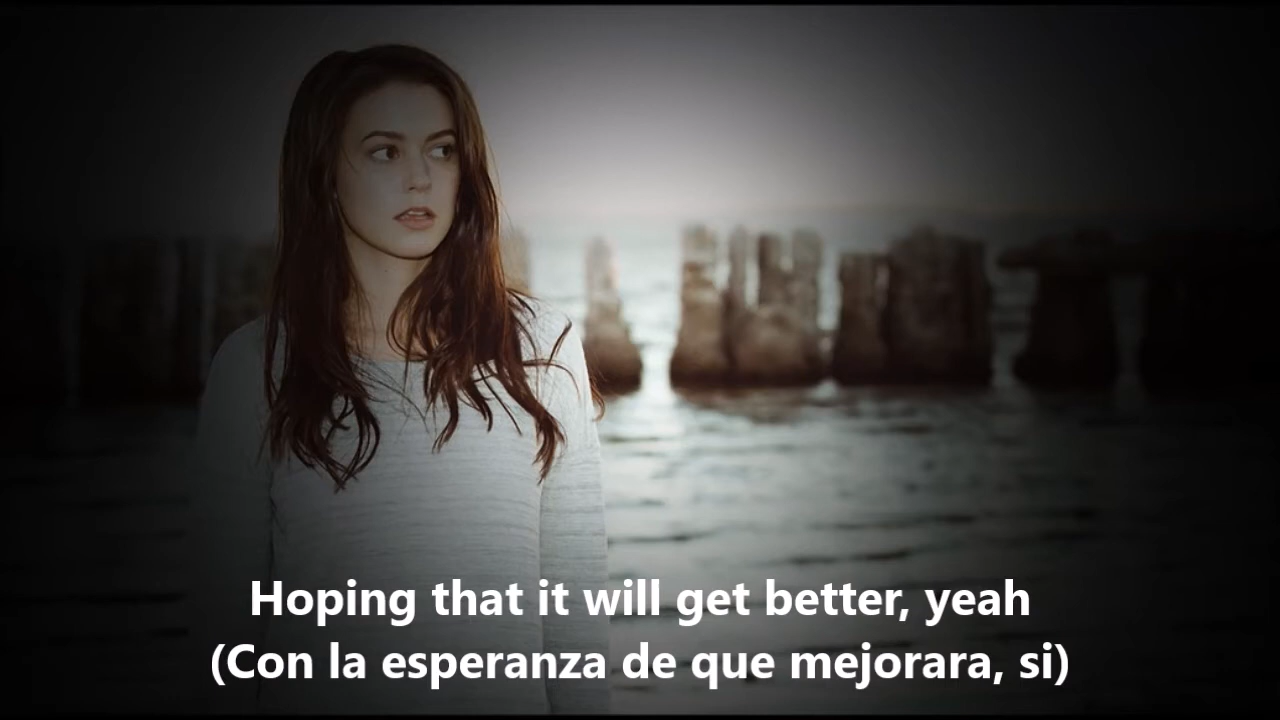 Hoping that it will get better, yeah
(Con la esperanza de que mejorara, si)